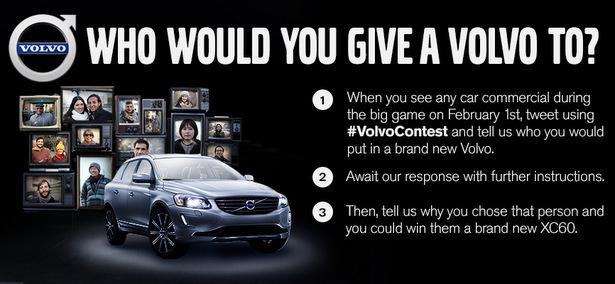 VOLVO
WHO WOULD YOU GIVE A VOLVO TO?
1 When you see any car commercial during
the big game on February 1st, tweet using
#VolvoContest and tell us who you would
put in a brand new Volvo.
2 Await our response with further instructions.
3 Then, tell us why you chose that person and
you could win them a brand new XC60.